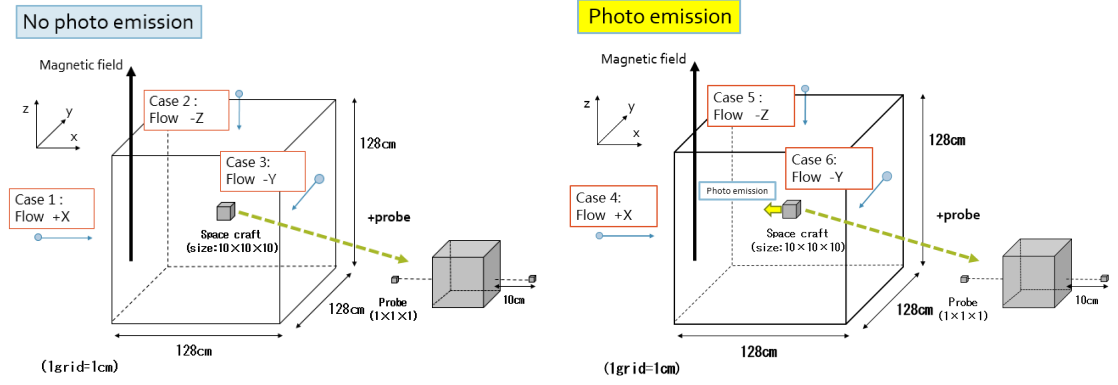 No photo emission
Magnetic field
z
y
x
Case 2 :
Flow -Z
Case 3:
Flow -Y
Case 1 :
Flow +X
128cm
+probe
Space craft
(size:10×10×10)
Probe
(1×1×1)
10cm
128cm
128cm
(1grid=1cm)
Photo emission
Magnetic field
z
y
x
Case 5 :
Flow -Z
Case 6:
Flow -Y
Case 4:
Flow +X
Photo emission
128cm
+probe
Space craft
(size:10×10×10)
Probe
(1×1×1)
10cm
128cm
128cm
(1grid=1cm)